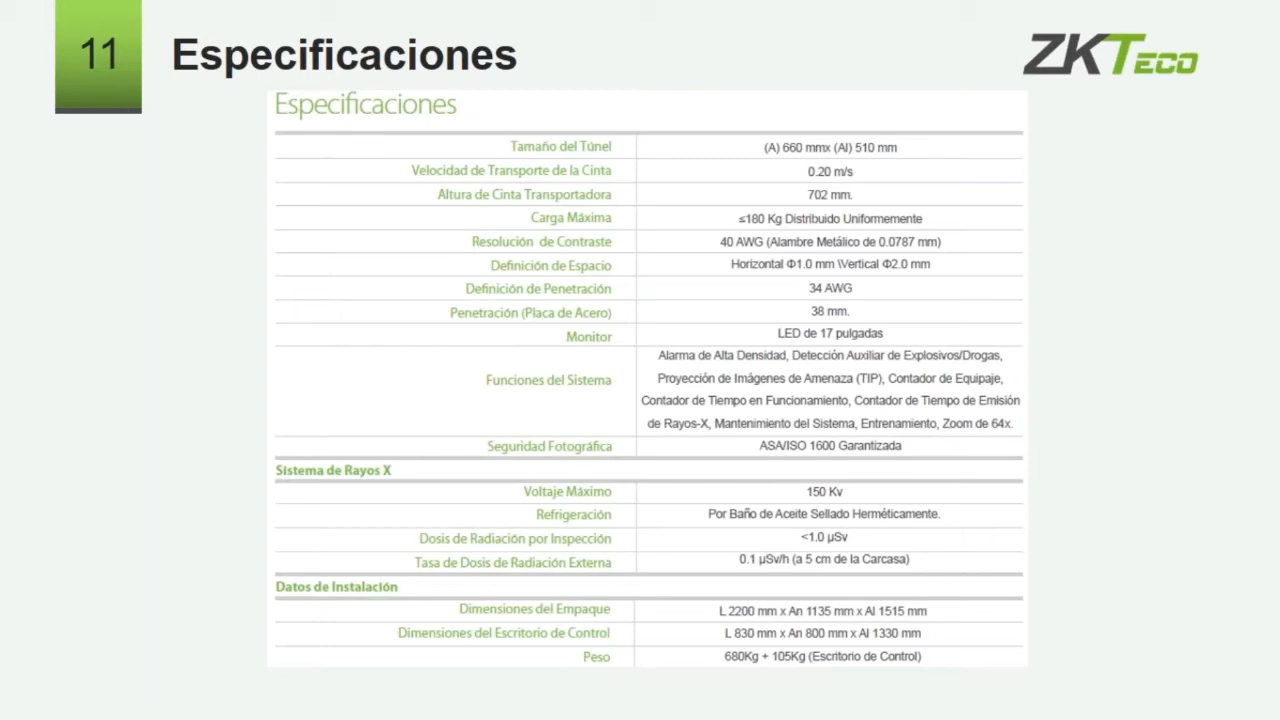 11
Especificaciones
ZKTECO
Especificaciones
Tamaño del Túnel (A) 660 mmx (Al) 510 mm
Velocidad de Transporte de la Cinta 0.20 m/s
Altura de Cinta Transportadora 702 mm.
Carga Máxima ≤180 Kg Distribuido Uniformemente
Resolución de Contraste 40 AWG (Alambre Metálico de 0.0787 mm)
Definición de Espacio Horizontal Φ1.0 mm \Vertical Φ2.0 mm
Definición de Penetración 34 AWG
Penetración (Placa de Acero) 38 mm.
Monitor LED de 17 pulgadas
Funciones del Sistema
Alarma de Alta Densidad, Detección Auxiliar de Explosivos/Drogas,
Proyección de Imágenes de Amenaza (TIP), Contador de Equipaje,
Contador de Tiempo en Funcionamiento, Contador de Tiempo de Emisión
de Rayos-X, Mantenimiento del Sistema, Entrenamiento, Zoom de 64x.
Seguridad Fotográfica ASA/ISO 1600 Garantizada
Sistema de Rayos X
Voltaje Máximo 150 Kv
Refrigeración Por Baño de Aceite Sellado Herméticamente.
Dosis de Radiación por Inspección <1.0 µSv
Tasa de Dosis de Radiación Externa 0.1 µSv/h (a 5 cm de la Carcasa)
Datos de Instalación
Dimensiones del Empaque L 2200 mm x An 1135 mm x Al 1515 mm
Dimensiones del Escritorio de Control L 830 mm x An 800 mm x Al 1330 mm
Peso 680Kg + 105Kg (Escritorio de Control)